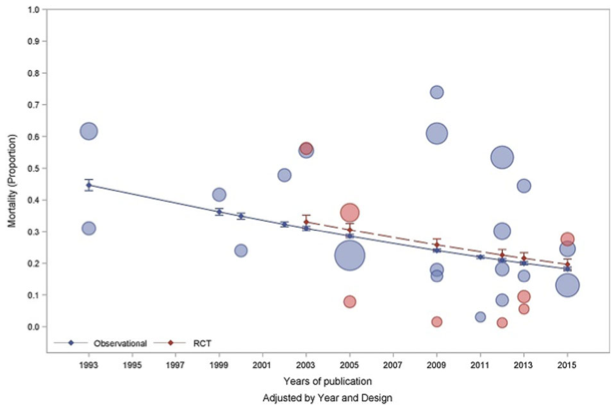 1.0
0.9
0.8
0.7
0.6
0.5
0.4
0.3
0.2
0.1
0.0
Mortality (Proportion)
Observational RCT
1993 1995 1997 1999 2001 2003 2005 2007 2009 2011 2013 2015
Years of publication
Adjusted by Year and Design